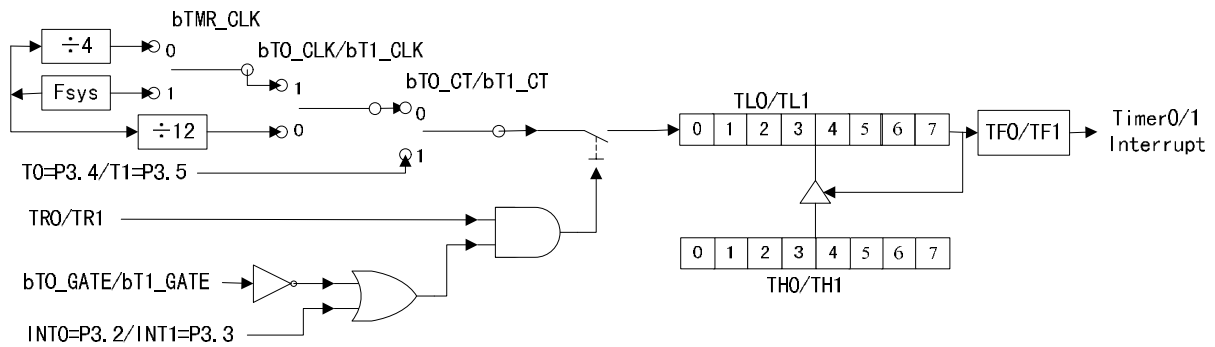 bTMR_CLK
÷4
0
bT0_CLK/bT1_CLK
Fsys
1
1
bT0_CT/bT1_CT
0
÷12
0
1
T0=P3.4/T1=P3.5
TL0/TL1
0 1 2 3 4 5 6 7
TF0/TF1
Timer0/1
Interrupt
TR0/TR1
0 1 2 3 4 5 6 7
TH0/TH1
bT0_GATE/bT1_GATE
INT0=P3.2/INT1=P3.3